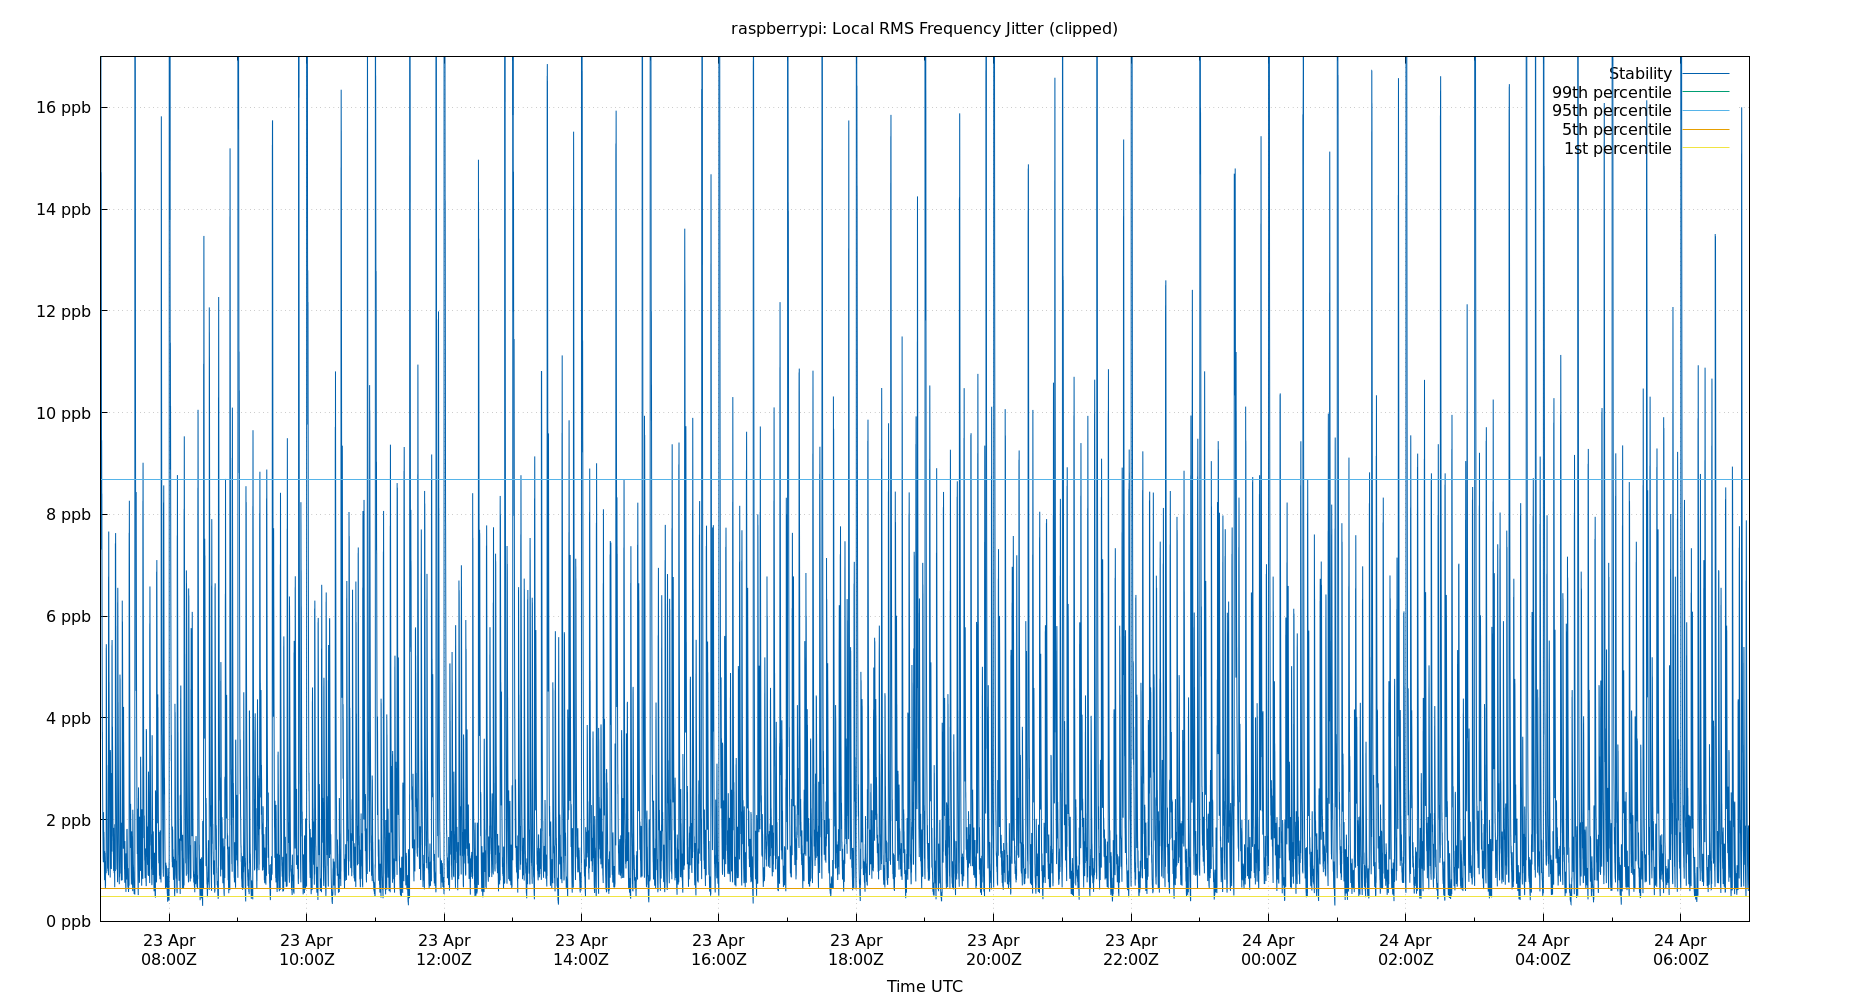 raspberrypi: Local RMS Frequency Jitter (clipped)
Stability
99th percentile
95th percentile
5th percentile
1st percentile
16 ppb
14 ppb
12 ppb
10 ppb
8 ppb
6 ppb
4 ppb
2 ppb
0 ppb
23 Apr 23 Apr 23 Apr 23 Apr 23 Apr 23 Apr 23 Apr 23 Apr 24 Apr 24 Apr 24 Apr 24 Apr
08:00Z 10:00Z 12:00Z 14:00Z 16:00Z 18:00Z 20:00Z 22:00Z 00:00Z 02:00Z 04:00Z 06:00Z
Time UTC